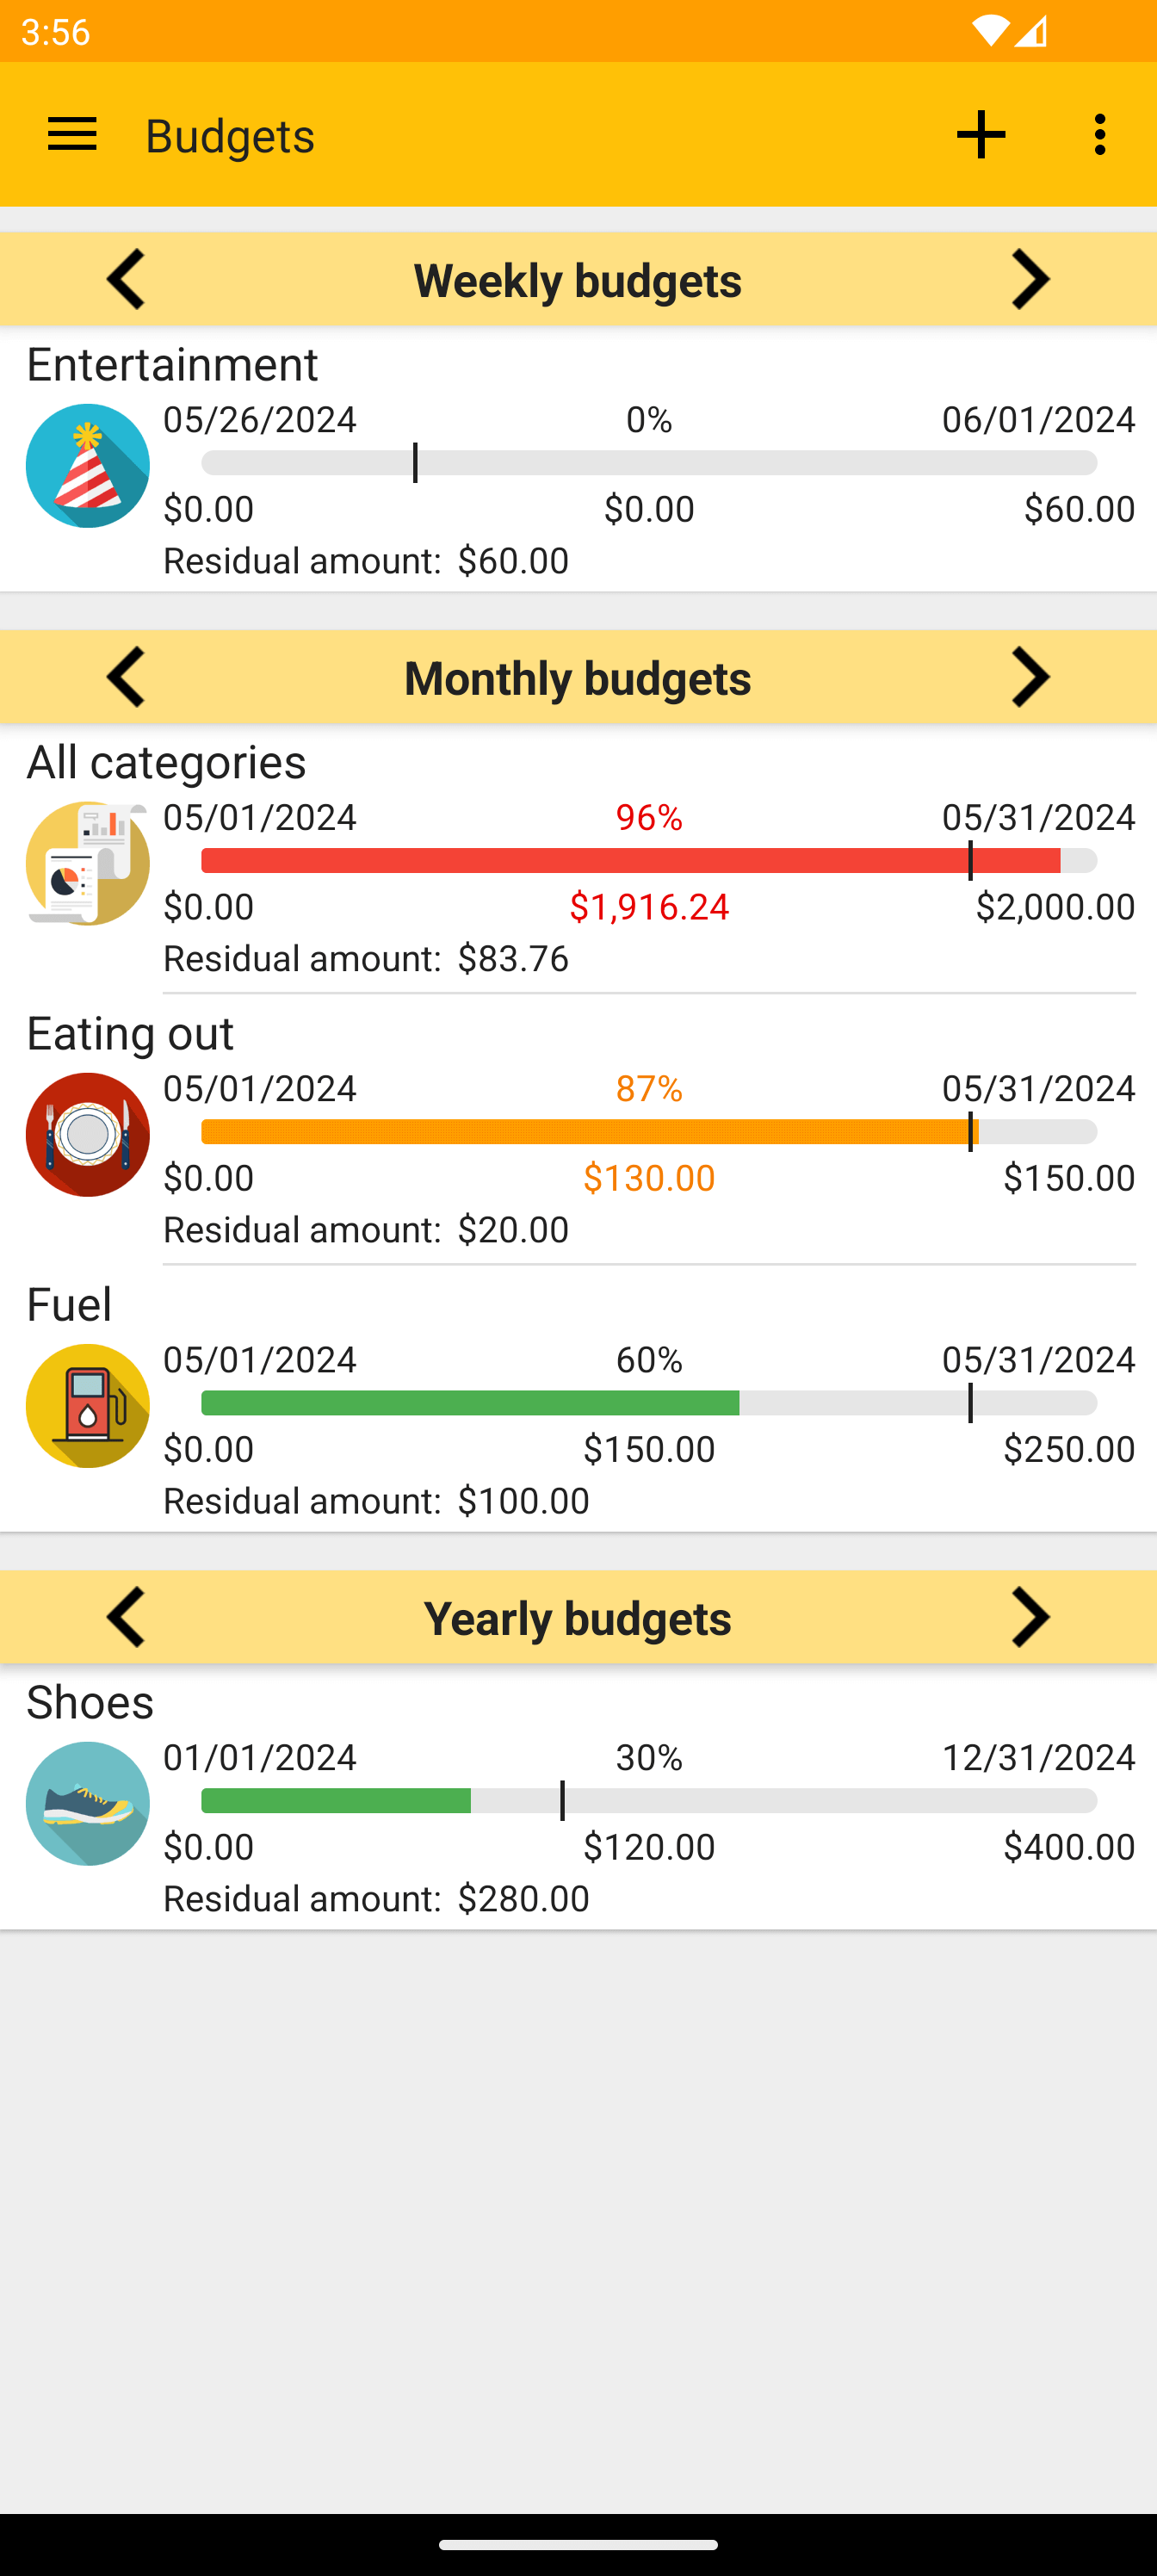 3:56
Budgets
Weekly budgets
Entertainment
05/26/2024 0% 06/01/2024
$0.00 $0.00 $60.00
Residual amount: $60.00
Monthly budgets
All categories
05/01/2024 96% 05/31/2024
$0.00 $1,916.24 $2,000.00
Residual amount: $83.76
Eating out
05/01/2024 87% 05/31/2024
$0.00 $130.00 $150.00
Residual amount: $20.00
Fuel
05/01/2024 60% 05/31/2024
$0.00 $150.00 $250.00
Residual amount: $100.00
Yearly budgets
Shoes
01/01/2024 30% 12/31/2024
$0.00 $120.00 $400.00
Residual amount: $280.00